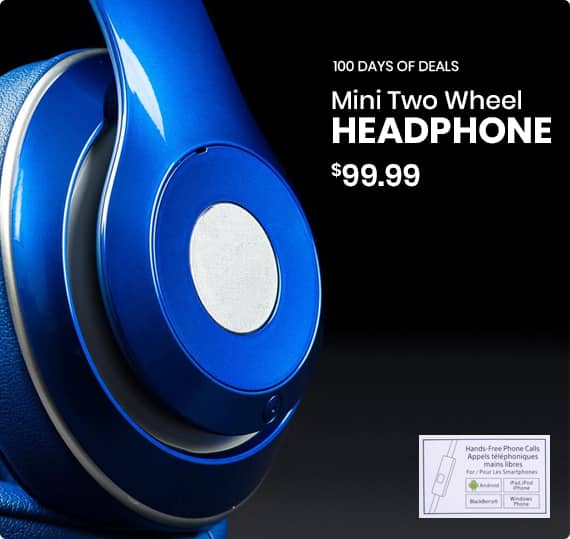 100 DAYS OF DEALS
Mini Two Wheel
HEADPHONE
$99.99
Hands-Free Phone Calls
Appels téléphoniques
mains libres
For / Pour Les Smartphones
Android
iPad,iPod
iPhone
BlackBerry®
Windows
Phone